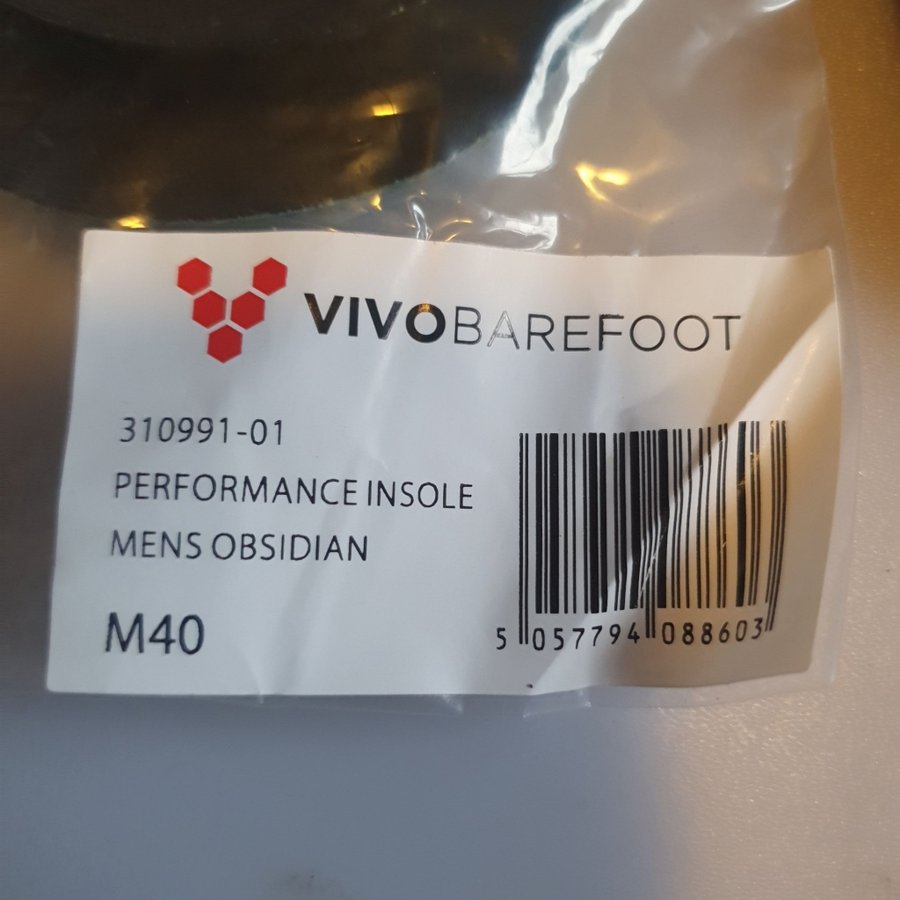 VIVOBAREFOOT
310991-01
PERFORMANCE INSOLE
MENS OBSIDIAN
M40
5 057794 088603